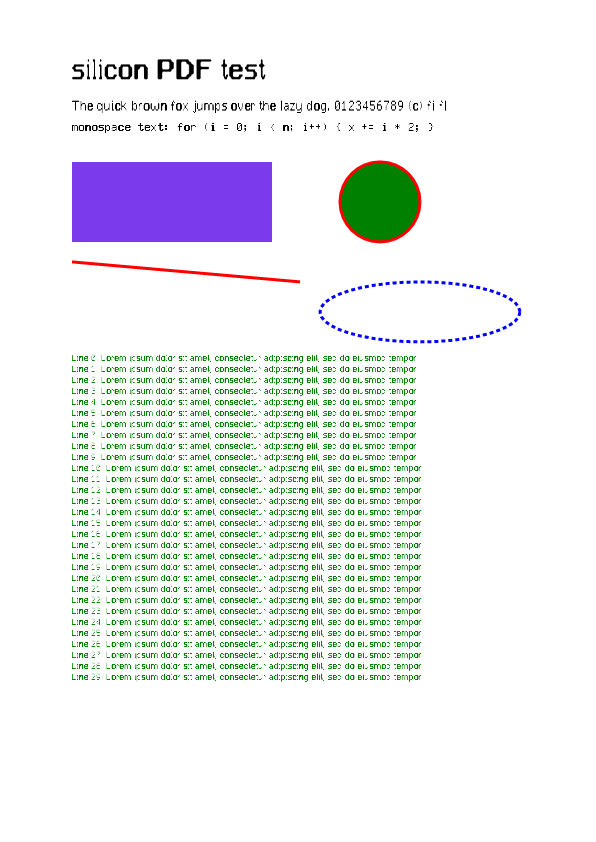 silicon PDF test
The quick brown fox jumps over the lazy dog. 0123456789 (c) fi fl
monospace text: for (i = 0; i < n; i++) { x += i * 2; }
Line 0: Lorem ipsum dolor sit amet, consectetur adipiscing elit, sed do eiusmod tempor
Line 1: Lorem ipsum dolor sit amet, consectetur adipiscing elit, sed do eiusmod tempor
Line 2: Lorem ipsum dolor sit amet, consectetur adipiscing elit, sed do eiusmod tempor
Line 3: Lorem ipsum dolor sit amet, consectetur adipiscing elit, sed do eiusmod tempor
Line 4: Lorem ipsum dolor sit amet, consectetur adipiscing elit, sed do eiusmod tempor
Line 5: Lorem ipsum dolor sit amet, consectetur adipiscing elit, sed do eiusmod tempor
Line 6: Lorem ipsum dolor sit amet, consectetur adipiscing elit, sed do eiusmod tempor
Line 7: Lorem ipsum dolor sit amet, consectetur adipiscing elit, sed do eiusmod tempor
Line 8: Lorem ipsum dolor sit amet, consectetur adipiscing elit, sed do eiusmod tempor
Line 9: Lorem ipsum dolor sit amet, consectetur adipiscing elit, sed do eiusmod tempor
Line 10: Lorem ipsum dolor sit amet, consectetur adipiscing elit, sed do eiusmod tempor
Line 11: Lorem ipsum dolor sit amet, consectetur adipiscing elit, sed do eiusmod tempor
Line 12: Lorem ipsum dolor sit amet, consectetur adipiscing elit, sed do eiusmod tempor
Line 13: Lorem ipsum dolor sit amet, consectetur adipiscing elit, sed do eiusmod tempor
Line 14: Lorem ipsum dolor sit amet, consectetur adipiscing elit, sed do eiusmod tempor
Line 15: Lorem ipsum dolor sit amet, consectetur adipiscing elit, sed do eiusmod tempor
Line 16: Lorem ipsum dolor sit amet, consectetur adipiscing elit, sed do eiusmod tempor
Line 17: Lorem ipsum dolor sit amet, consectetur adipiscing elit, sed do eiusmod tempor
Line 18: Lorem ipsum dolor sit amet, consectetur adipiscing elit, sed do eiusmod tempor
Line 19: Lorem ipsum dolor sit amet, consectetur adipiscing elit, sed do eiusmod tempor
Line 20: Lorem ipsum dolor sit amet, consectetur adipiscing elit, sed do eiusmod tempor
Line 21: Lorem ipsum dolor sit amet, consectetur adipiscing elit, sed do eiusmod tempor
Line 22: Lorem ipsum dolor sit amet, consectetur adipiscing elit, sed do eiusmod tempor
Line 23: Lorem ipsum dolor sit amet, consectetur adipiscing elit, sed do eiusmod tempor
Line 24: Lorem ipsum dolor sit amet, consectetur adipiscing elit, sed do eiusmod tempor
Line 25: Lorem ipsum dolor sit amet, consectetur adipiscing elit, sed do eiusmod tempor
Line 26: Lorem ipsum dolor sit amet, consectetur adipiscing elit, sed do eiusmod tempor
Line 27: Lorem ipsum dolor sit amet, consectetur adipiscing elit, sed do eiusmod tempor
Line 28: Lorem ipsum dolor sit amet, consectetur adipiscing elit, sed do eiusmod tempor
Line 29: Lorem ipsum dolor sit amet, consectetur adipiscing elit, sed do eiusmod tempor